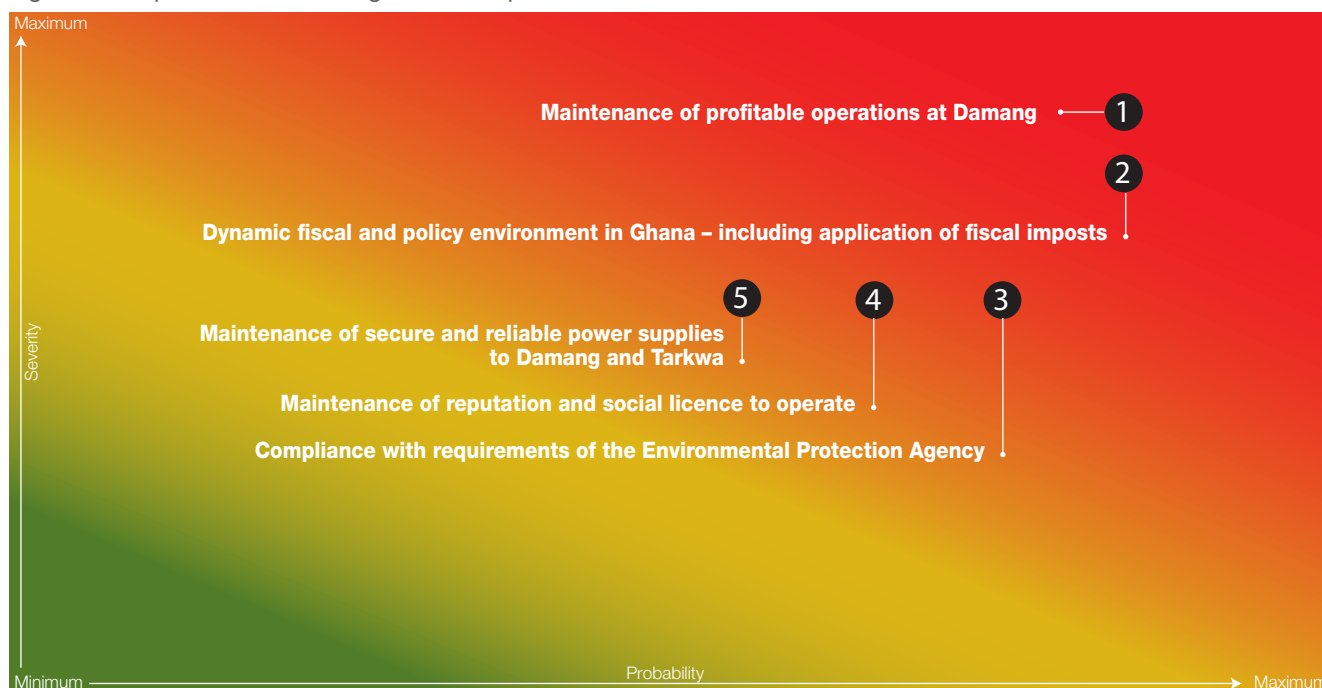 Maximum
Maintenance of profitable operations at Damang
1
2
Dynamic fiscal and policy environment in Ghana – including application of fiscal imposts
5
4
3
Maintenance of secure and reliable power supplies
to Damang and Tarkwa
Severity
Maintenance of reputation and social licence to operate
Compliance with requirements of the Environmental Protection Agency
Probability
Minimum
Maximum